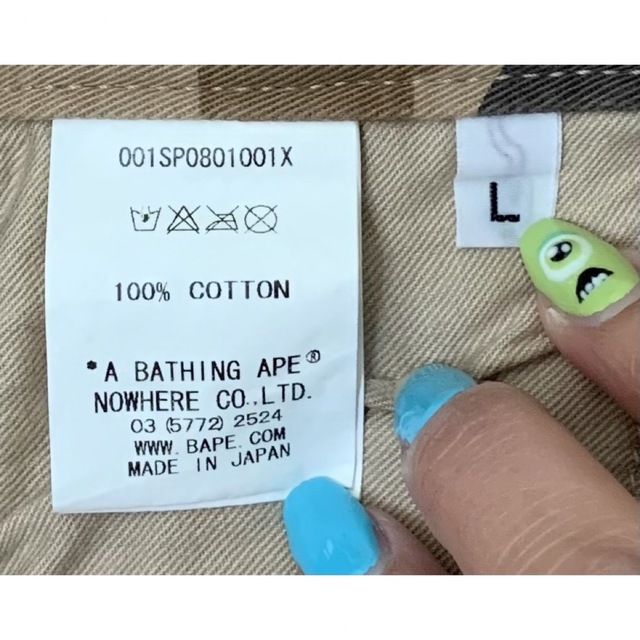 001SP0801001X
100% COTTON
*A BATHING APE®
NOWHERE CO.,LTD.
03 (5772) 2524
WWW.BAPE.COM
MADE IN JAPAN
L